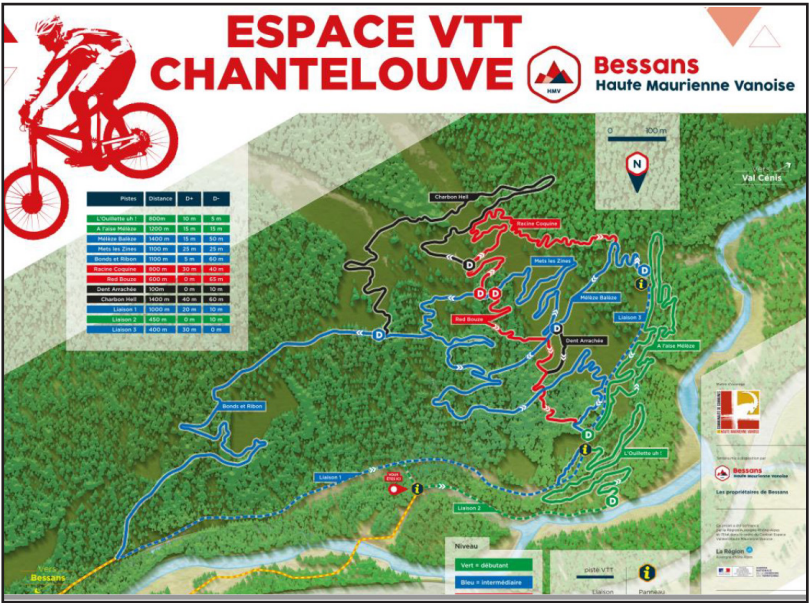 ESPACE VTT
CHANTELOUVE
HMV
Bessans
Haute Maurienne Vanoise
0 100 m
N
Val Cénis
Pistes Distance D+ D-
L'Ouillette uh ! 800m 10 m 5 m
A l'aise Mélèze 1200 m 15 m 15 m
Mélèze Balèze 1400 m 15 m 50 m
Mets les Zines 1100 m 25 m 25 m
Bonds et Ribon 1100 m 5 m 60 m
Racine Coquine 800 m 30 m 40 m
Red Bouze 600 m 0 m 65 m
Dent Arrachée 100m 0 m 10 m
Charbon Hell 1400 m 40 m 60 m
Liaison 1 1000 m 20 m 10 m
Liaison 2 450 m 0 m 10 m
Liaison 3 400 m 30 m 0 m
Charbon Hell
Racine Coquine
D
Mets les Zines
D
i
D D
Mélèze Balèze
Red Bouze
Liaison 3
D
D
Dent Arrachée
A l'aise Mélèze
Bonds et Ribon
D
i
L'Ouillette uh !
Liaison 1
i
Liaison 2
D
Bessans
Haute Maurienne Vanoise
Les propriétaires de Bessans
La Région
Niveau
Vert = débutant
Bleu = intermédiaire
piste VTT
i
Liaison
Panneau
Vers
Bessans